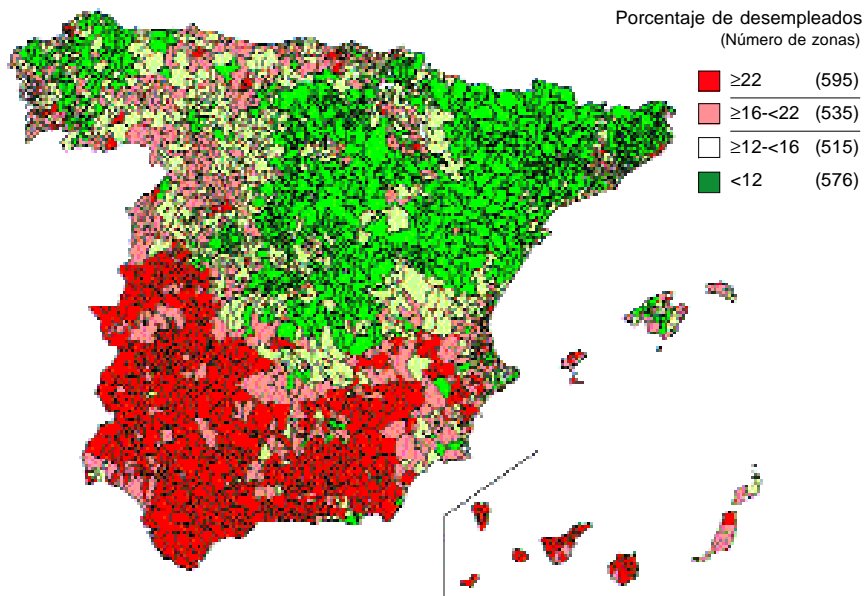 Porcentaje de desempleados
(Número de zonas)
≥22 (595)
≥16-<22 (535)
≥12-<16 (515)
<12 (576)